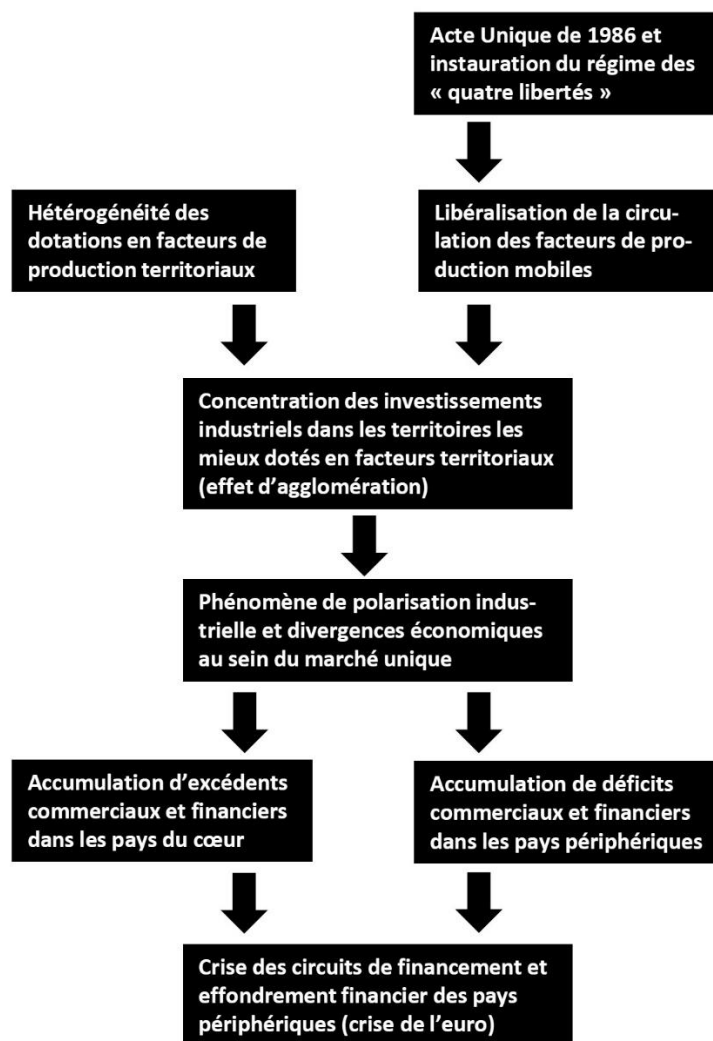 Acte Unique de 1986 et
instauration du régime des
« quatre libertés »
Hétérogénéité des
dotations en facteurs de
production territoriaux
Libéralisation de la circu-
lation des facteurs de pro-
duction mobiles
Concentration des investissements
industriels dans les territoires les
mieux dotés en facteurs territoriaux
(effet d’agglomération)
Phénomène de polarisation indus-
trielle et divergences économiques
au sein du marché unique
Accumulation d’excédents
commerciaux et financiers
dans les pays du cœur
Accumulation de déficits
commerciaux et financiers
dans les pays périphériques
Crise des circuits de financement et
effondrement financier des pays
périphériques (crise de l’euro)